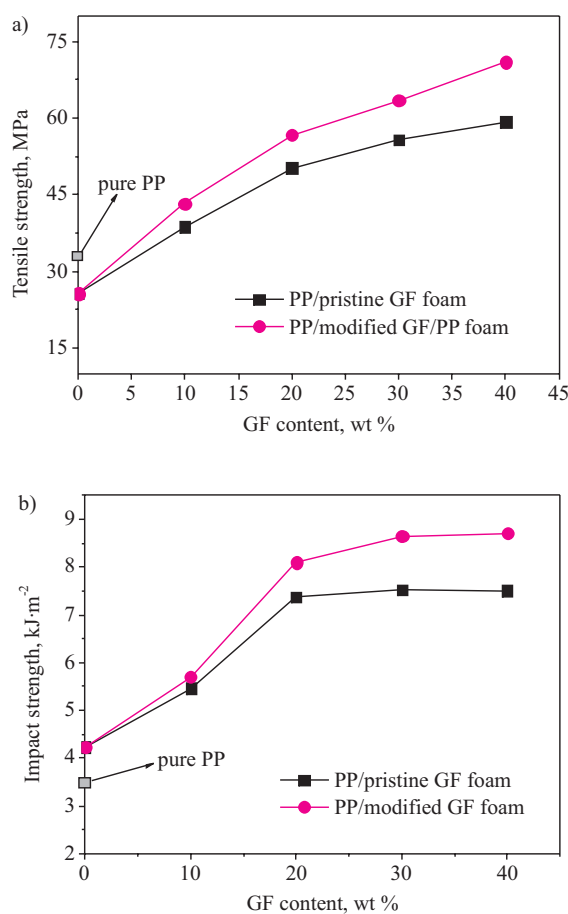 a)
75
60
45
30
15
Tensile strength, MPa
pure PP
PP/pristine GF foam
PP/modified GF/PP foam
0 5 10 15 20 25 30 35 40 45
GF content, wt %
b)
9
8
7
6
5
4
3
2
Impact strength, kJ·m⁻²
pure PP
PP/pristine GF foam
PP/modified GF foam
0 10 20 30 40
GF content, wt %